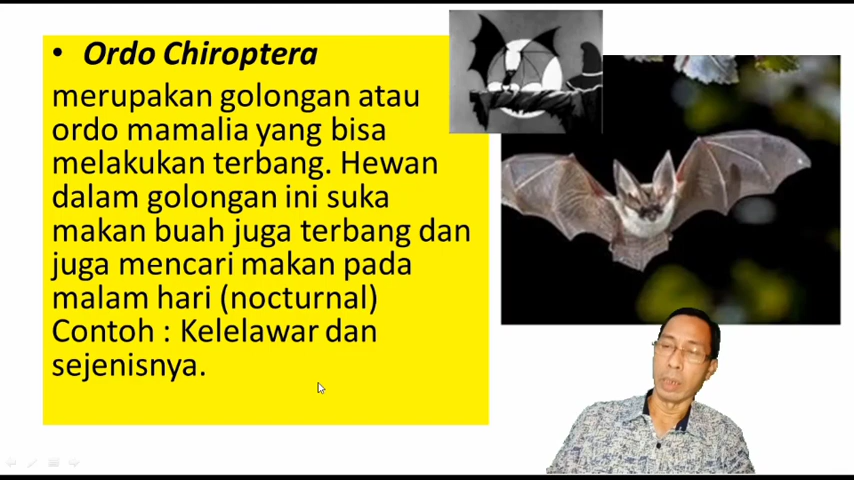 • Ordo Chiroptera
merupakan golongan atau
ordo mamalia yang bisa
melakukan terbang. Hewan
dalam golongan ini suka
makan buah juga terbang dan
juga mencari makan pada
malam hari (nocturnal)
Contoh : Kelelawar dan
sejenisnya.